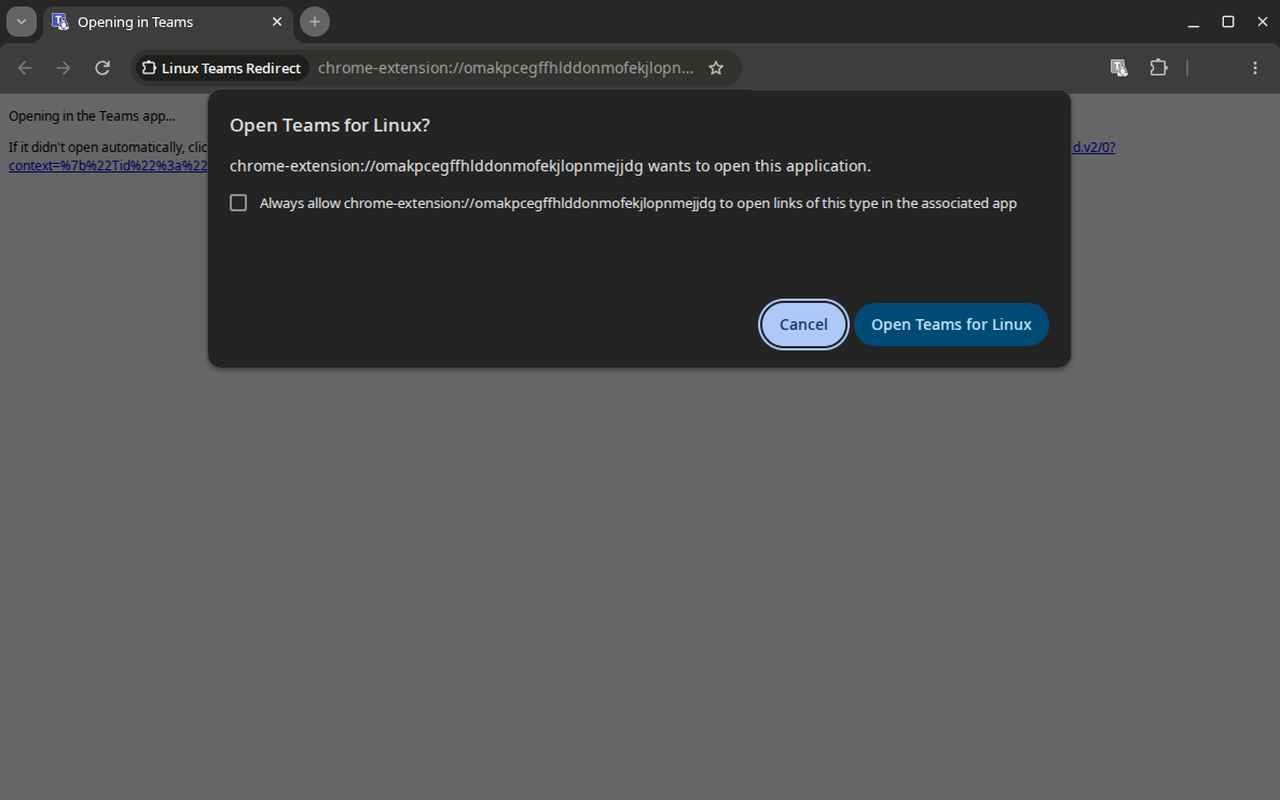 Opening in Teams
Linux Teams Redirect chrome-extension://omakpcegffhlddonmofekjlopn...
Opening in the Teams app...
If it didn't open automatically, clic d.v2/0?
context=%7b%22Tid%22%3a%22
Open Teams for Linux?
chrome-extension://omakpcegffhlddonmofekjlopnmejjdg wants to open this application.
Always allow chrome-extension://omakpcegffhlddonmofekjlopnmejjdg to open links of this type in the associated app
Cancel Open Teams for Linux